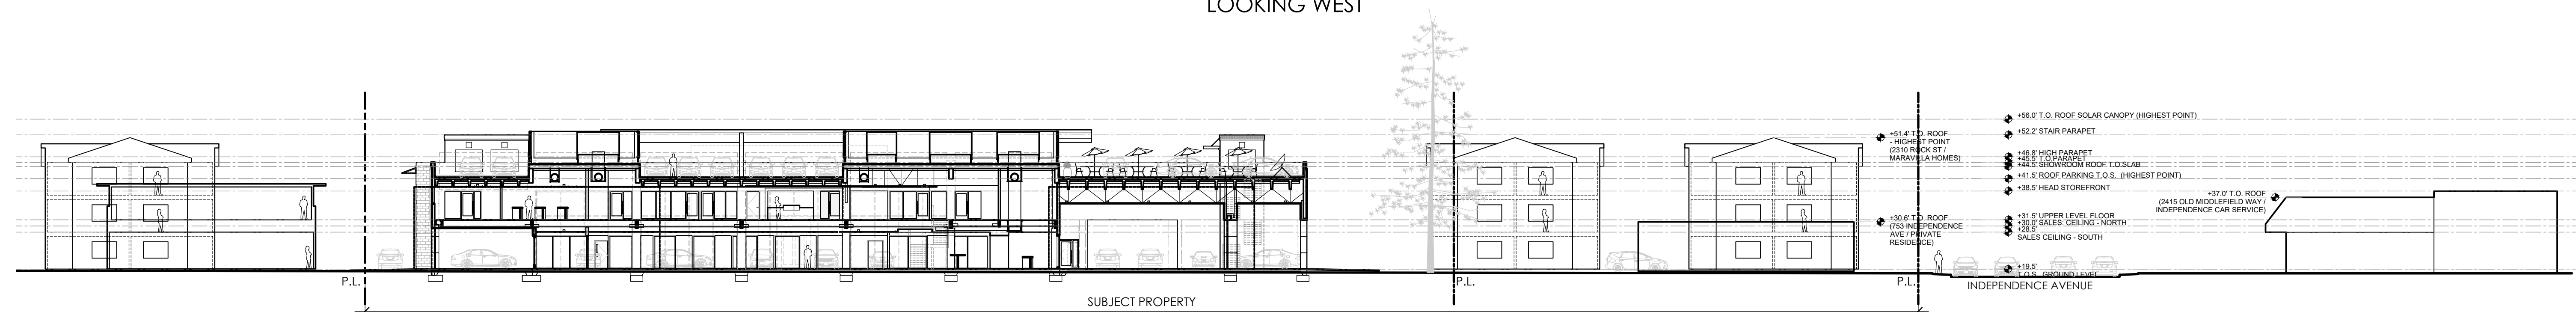 LOOKING WEST
+56.0' T.O. ROOF SOLAR CANOPY (HIGHEST POINT)
+52.2' STAIR PARAPET
+51.4' T.O. ROOF
- HIGHEST POINT
(2310 ROCK ST /
MARAVILLA HOMES)
+46.8' HIGH PARAPET
+45.5' T.O.PARAPET
+44.5' SHOWROOM ROOF T.O.SLAB
+41.5' ROOF PARKING T.O.S. (HIGHEST POINT)
+38.5' HEAD STOREFRONT
+37.0' T.O. ROOF
(2415 OLD MIDDLEFIELD WAY /
INDEPENDENCE CAR SERVICE)
+30.6' T.O. ROOF
(753 INDEPENDENCE
AVE / PRIVATE
RESIDENCE)
+31.5' UPPER LEVEL FLOOR
+30.0' SALES CEILING - NORTH
+28.5'
SALES CEILING - SOUTH
+19.5'
T.O.S. GROUND LEVEL
P.L.
P.L.
P.L.
INDEPENDENCE AVENUE
SUBJECT PROPERTY